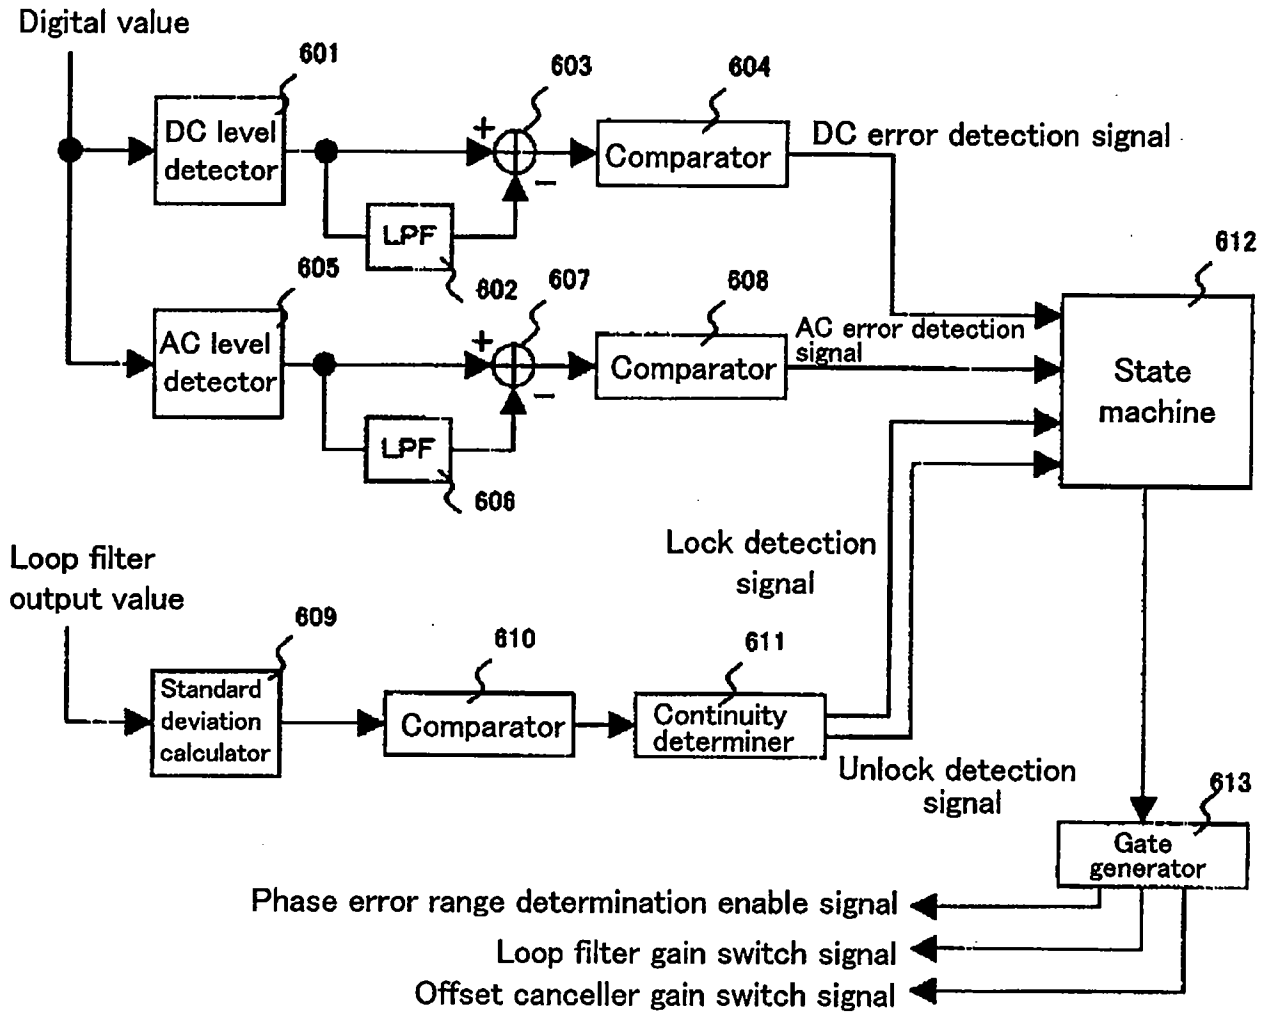 Digital value
601
DC level
detector
LPF
602
+
−
603
604
Comparator
DC error detection signal
605
AC level
detector
LPF
606
+
−
607
608
Comparator
AC error detection
signal
612
State
machine
Lock detection
signal
Loop filter
output value
609
Standard
deviation
calculator
610
Comparator
611
Continuity
determiner
Unlock detection
signal
613
Gate
generator
Phase error range determination enable signal
Loop filter gain switch signal
Offset canceller gain switch signal